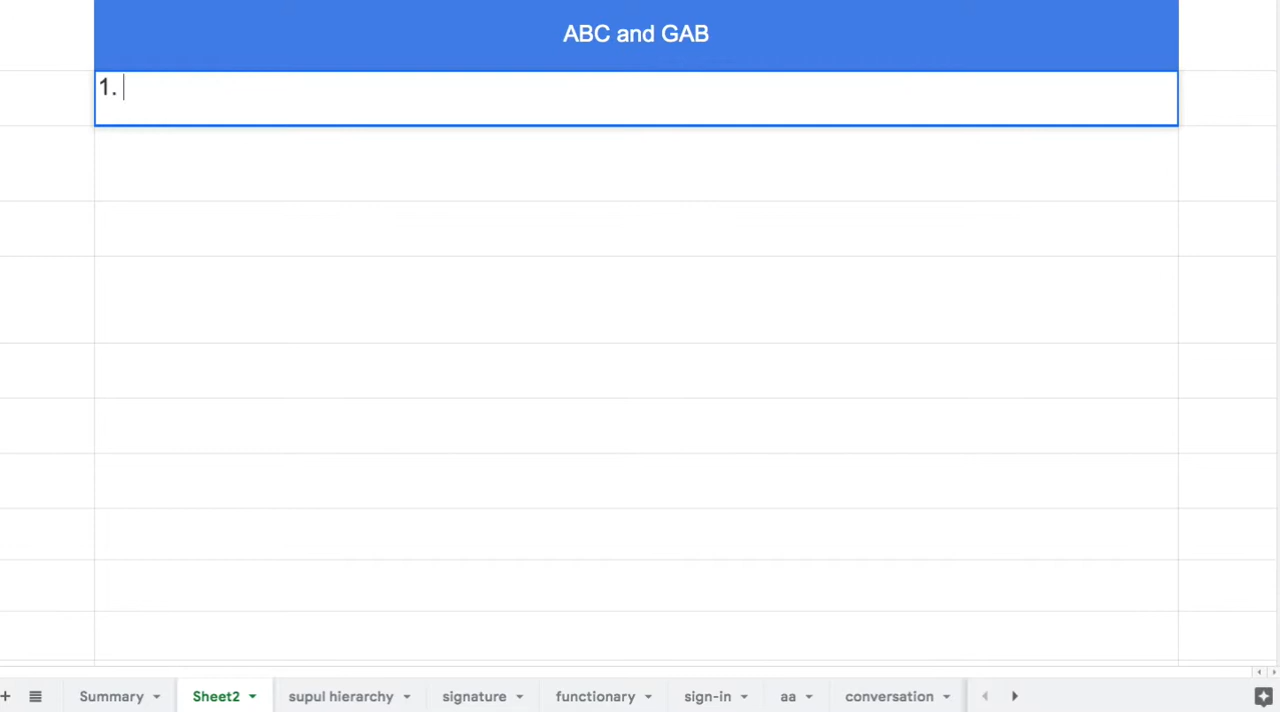 ABC and GAB
1.
Summary
Sheet2
supul hierarchy
signature
functionary
sign-in
aa
conversation